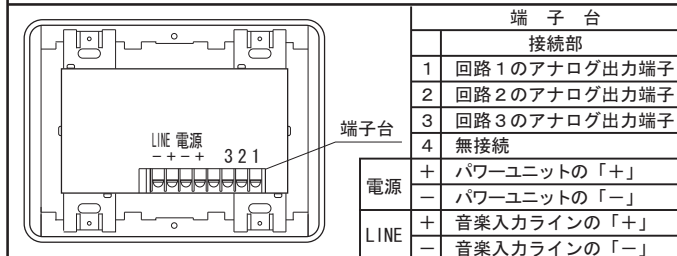 LINE 電源
－＋－＋ 3 2 1
端子台
端 子 台
接続部
1 回路1のアナログ出力端子
2 回路2のアナログ出力端子
3 回路3のアナログ出力端子
4 無接続
電源 ＋ パワーユニットの「＋」
－ パワーユニットの「－」
LINE ＋ 音楽入力ラインの「＋」
－ 音楽入力ラインの「－」